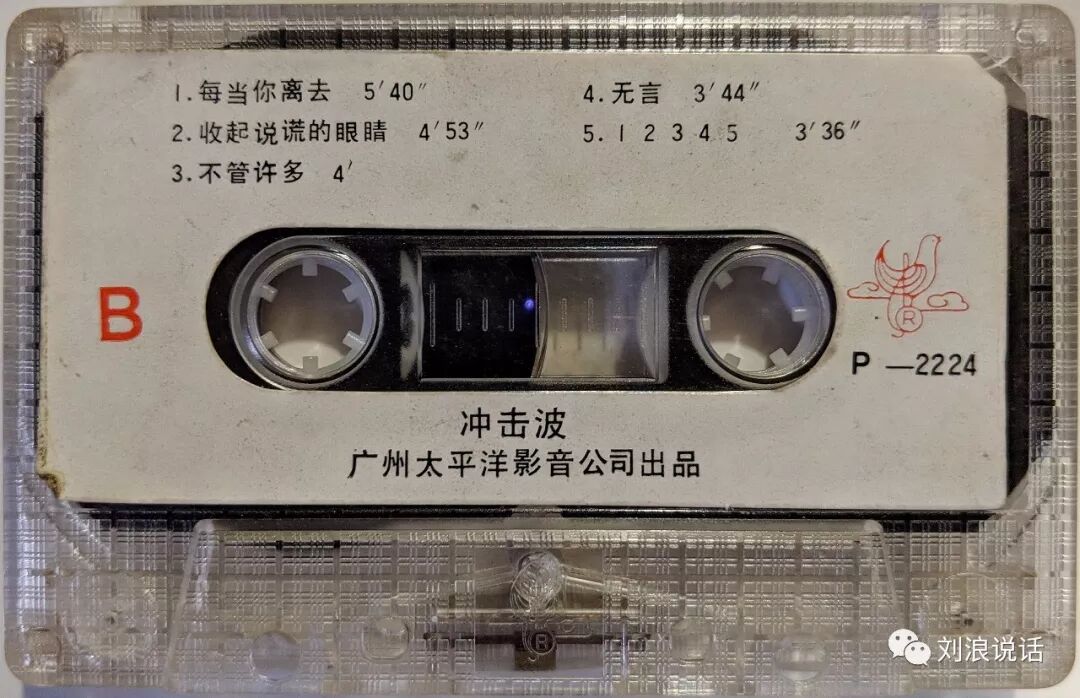 1.每当你离去 5′40″
2.收起说谎的眼睛 4′53″
3.不管许多 4′
4.无言 3′44″
5.1 2 3 4 5 3′36″
B
R
P—2224
冲击波
广州太平洋影音公司出品
R
刘浪说话